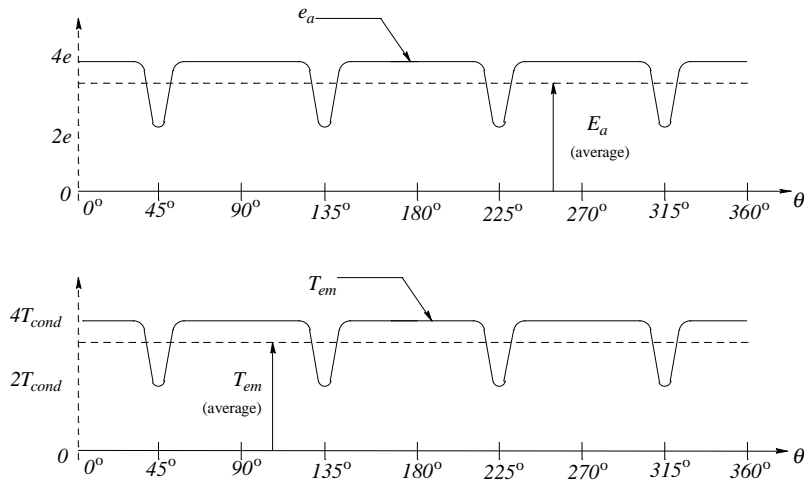 e_a
4e
2e
E_a
(average)
0
0° 45° 90° 135° 180° 225° 270° 315° 360° θ
T_em
4T_cond
2T_cond
T_em
(average)
0
0° 45° 90° 135° 180° 225° 270° 315° 360° θ